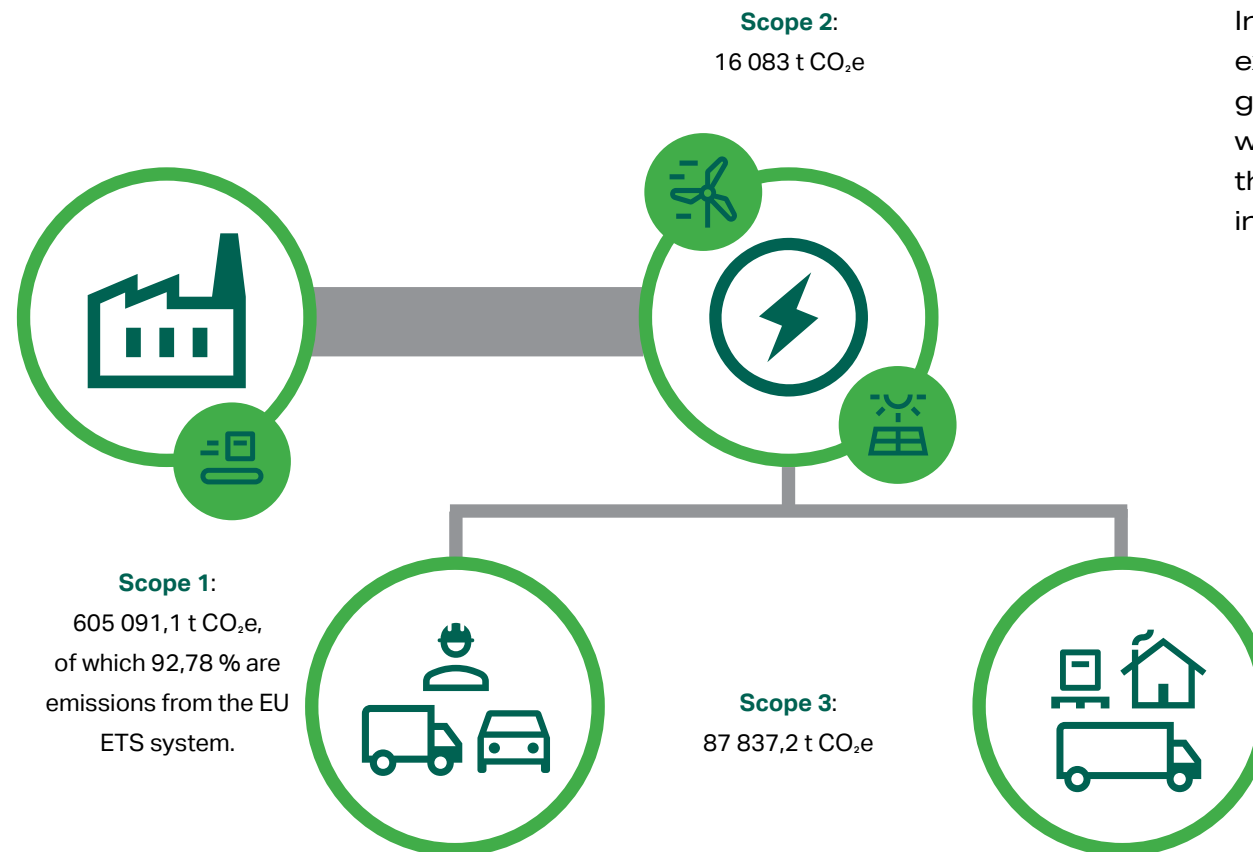 Scope 2:
16 083 t CO₂e
Scope 1:
605 091,1 t CO₂e,
of which 92,78 % are
emissions from the EU
ETS system.
Scope 3:
87 837,2 t CO₂e